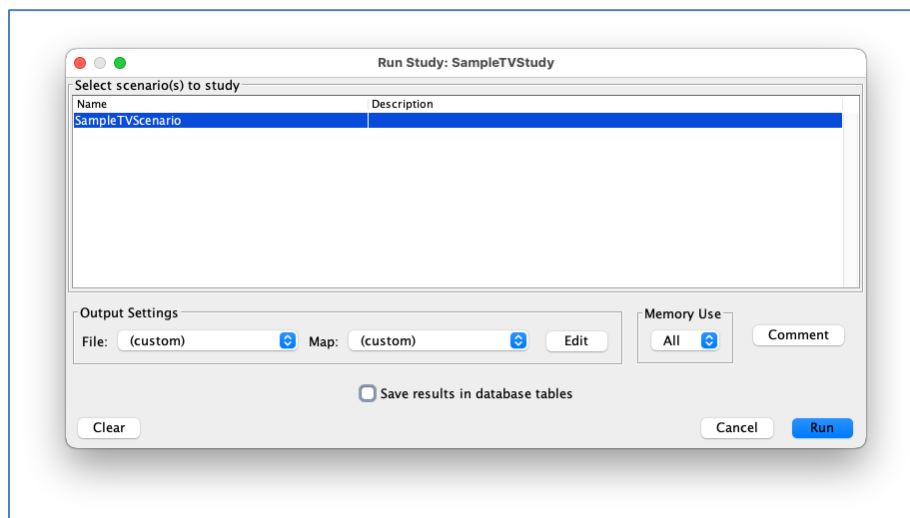 Run Study: SampleTVStudy
Select scenario(s) to study
Name Description
SampleTVScenario
Output Settings Memory Use
File: (custom) Map: (custom) Edit All Comment
Save results in database tables
Clear Cancel Run